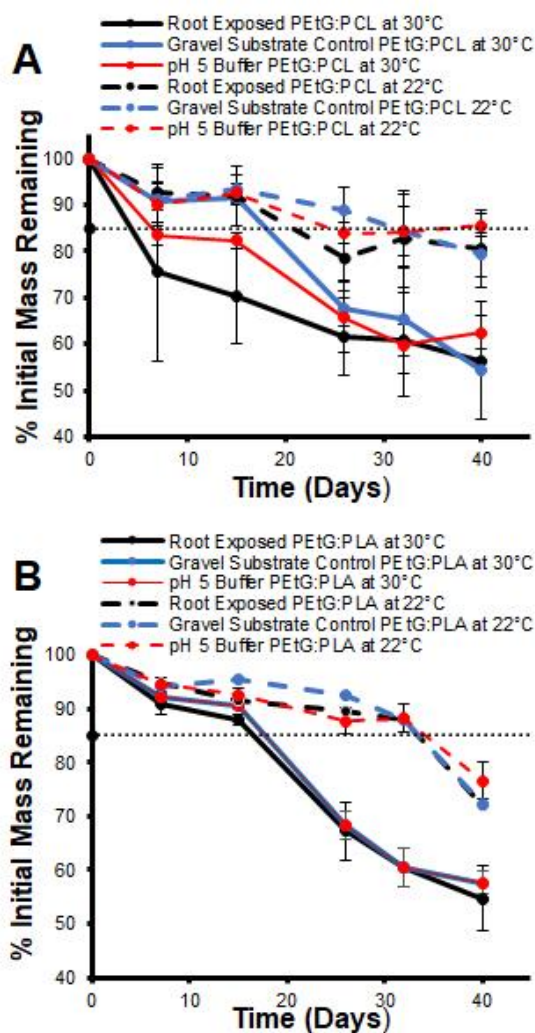 A
Root Exposed PEtG:PCL at 30°C
Gravel Substrate Control PEtG:PCL at 30°C
pH 5 Buffer PEtG:PCL at 30°C
Root Exposed PEtG:PCL at 22°C
Gravel Substrate Control PEtG:PCL 22°C
pH 5 Buffer PEtG:PCL at 22°C
% Initial Mass Remaining
100
90
80
70
60
50
40
0
10
20
30
40
Time (Days)
B
Root Exposed PEtG:PLA at 30°C
Gravel Substrate Control PEtG:PLA at 30°C
pH 5 Buffer PEtG:PLA at 30°C
Root Exposed PEtG:PLA at 22°C
Gravel Substrate Control PEtG:PLA at 22°C
pH 5 Buffer PEtG:PLA at 22°C
% Initial Mass Remaining
100
90
80
70
60
50
40
0
10
20
30
40
Time (Days)